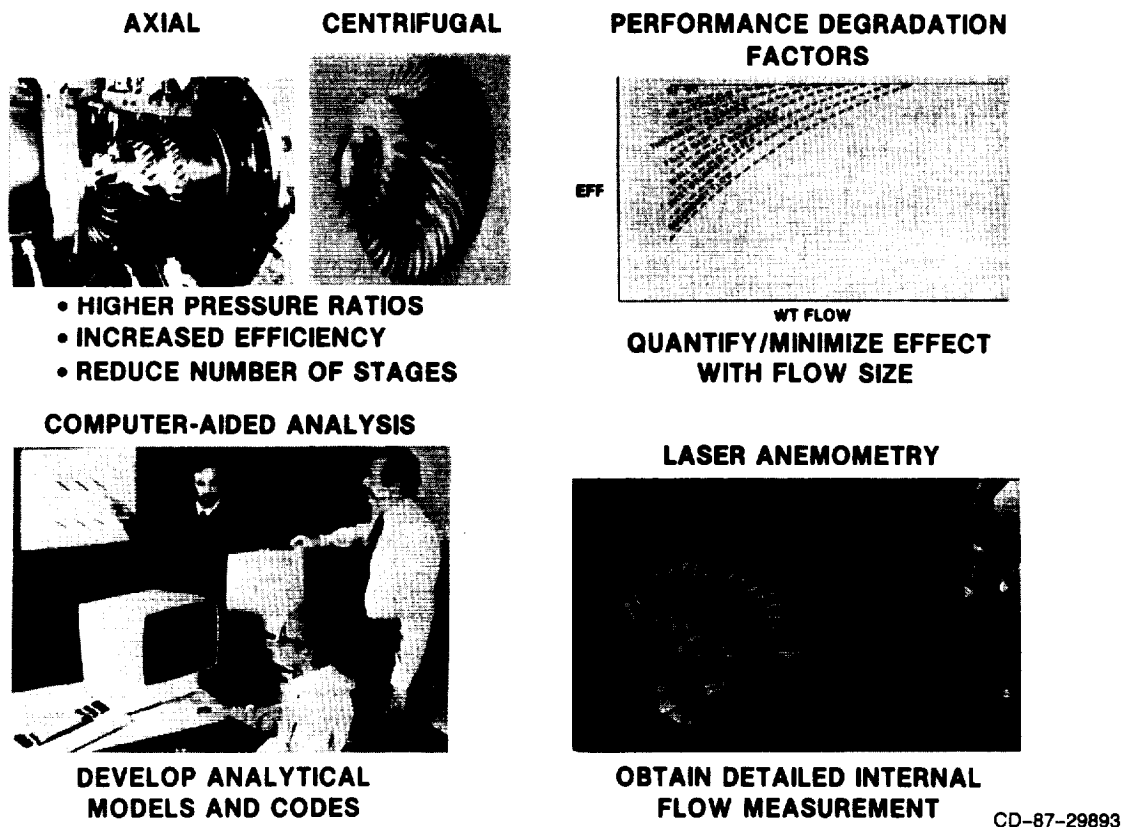 AXIAL
CENTRIFUGAL
• HIGHER PRESSURE RATIOS
• INCREASED EFFICIENCY
• REDUCE NUMBER OF STAGES
PERFORMANCE DEGRADATION
FACTORS
EFF
WT FLOW
QUANTIFY/MINIMIZE EFFECT
WITH FLOW SIZE
COMPUTER-AIDED ANALYSIS
DEVELOP ANALYTICAL
MODELS AND CODES
LASER ANEMOMETRY
OBTAIN DETAILED INTERNAL
FLOW MEASUREMENT
CD-87-29893